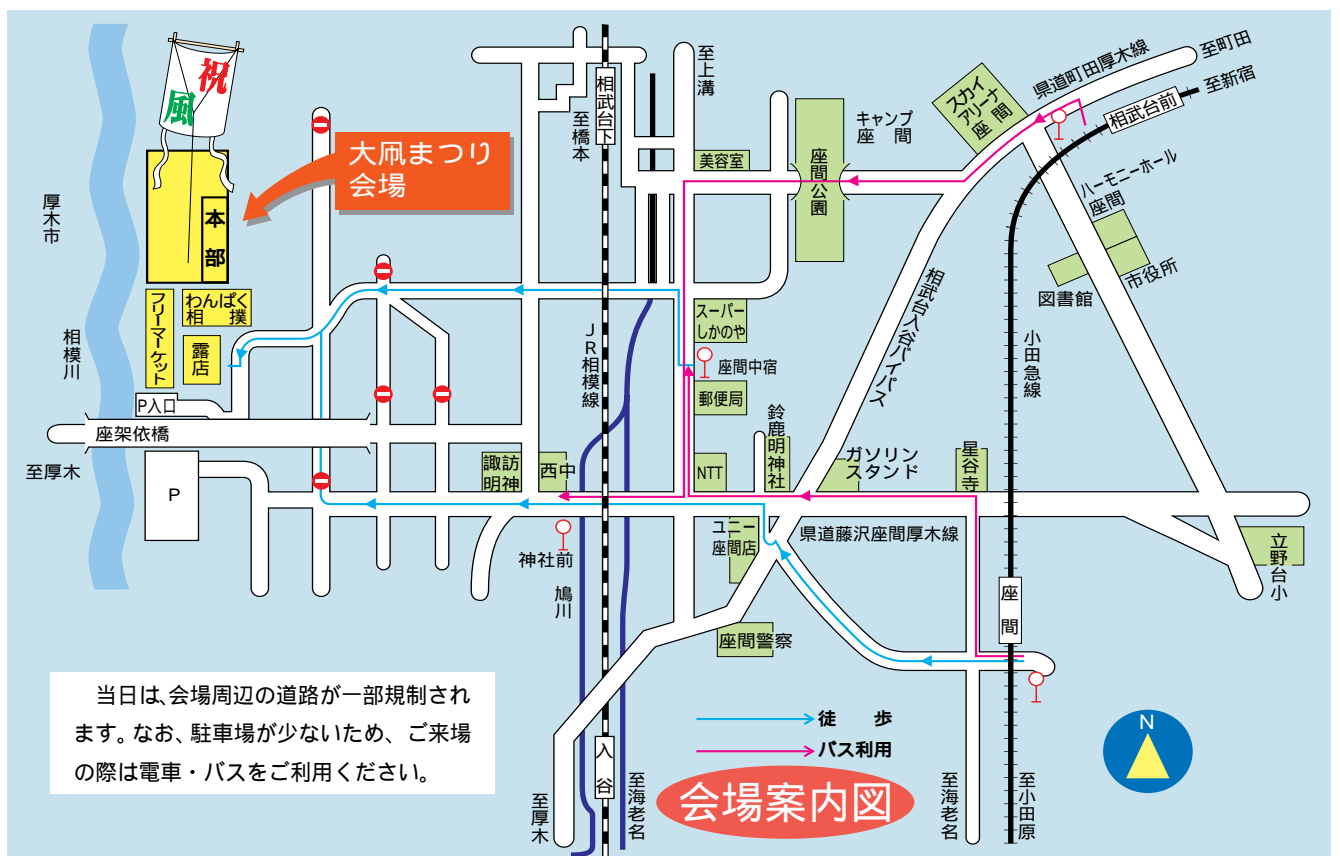 祝
風
大凧まつり
会場
本部
わんぱく
相撲
フリーマーケット
露店
P入口
座架依橋
P
厚木市
相模川
至厚木
至橋本
相武台下
至上溝
美容室
座間公園
キャンプ
座間
スカイ
アリーナ
座間
県道町田厚木線
至町田
相武台前
至新宿
ハーモニーホール
座間
市役所
図書館
相武台入谷バイパス
小田急線
JR相模線
スーパー
しかのや
座間中宿
郵便局
鈴鹿
明神社
ガソリン
スタンド
星谷寺
諏訪
明神
西中
NTT
ユニー
座間店
県道藤沢座間厚木線
立野台小
神社前
鳩川
座間警察
座間
入谷
至厚木
至海老名
至海老名
至小田原
当日は、会場周辺の道路が一部規制され
ます。なお、駐車場が少ないため、ご来場
の際は電車・バスをご利用ください。
徒歩
バス利用
会場案内図
N